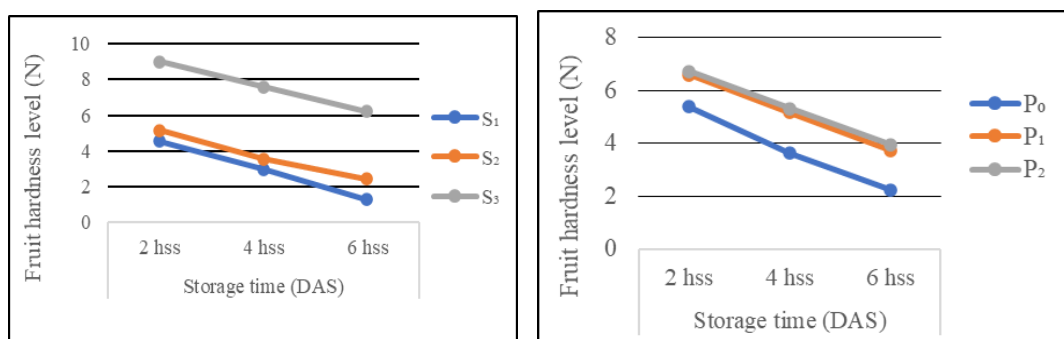 Fruit hardness level (N)
10
8
6
4
2
0
2 hss 4 hss 6 hss
Storage time (DAS)
S₁
S₂
S₃
Fruit hardness level (N)
8
6
4
2
0
2 hss 4 hss 6 hss
Storage time (DAS)
P₀
P₁
P₂